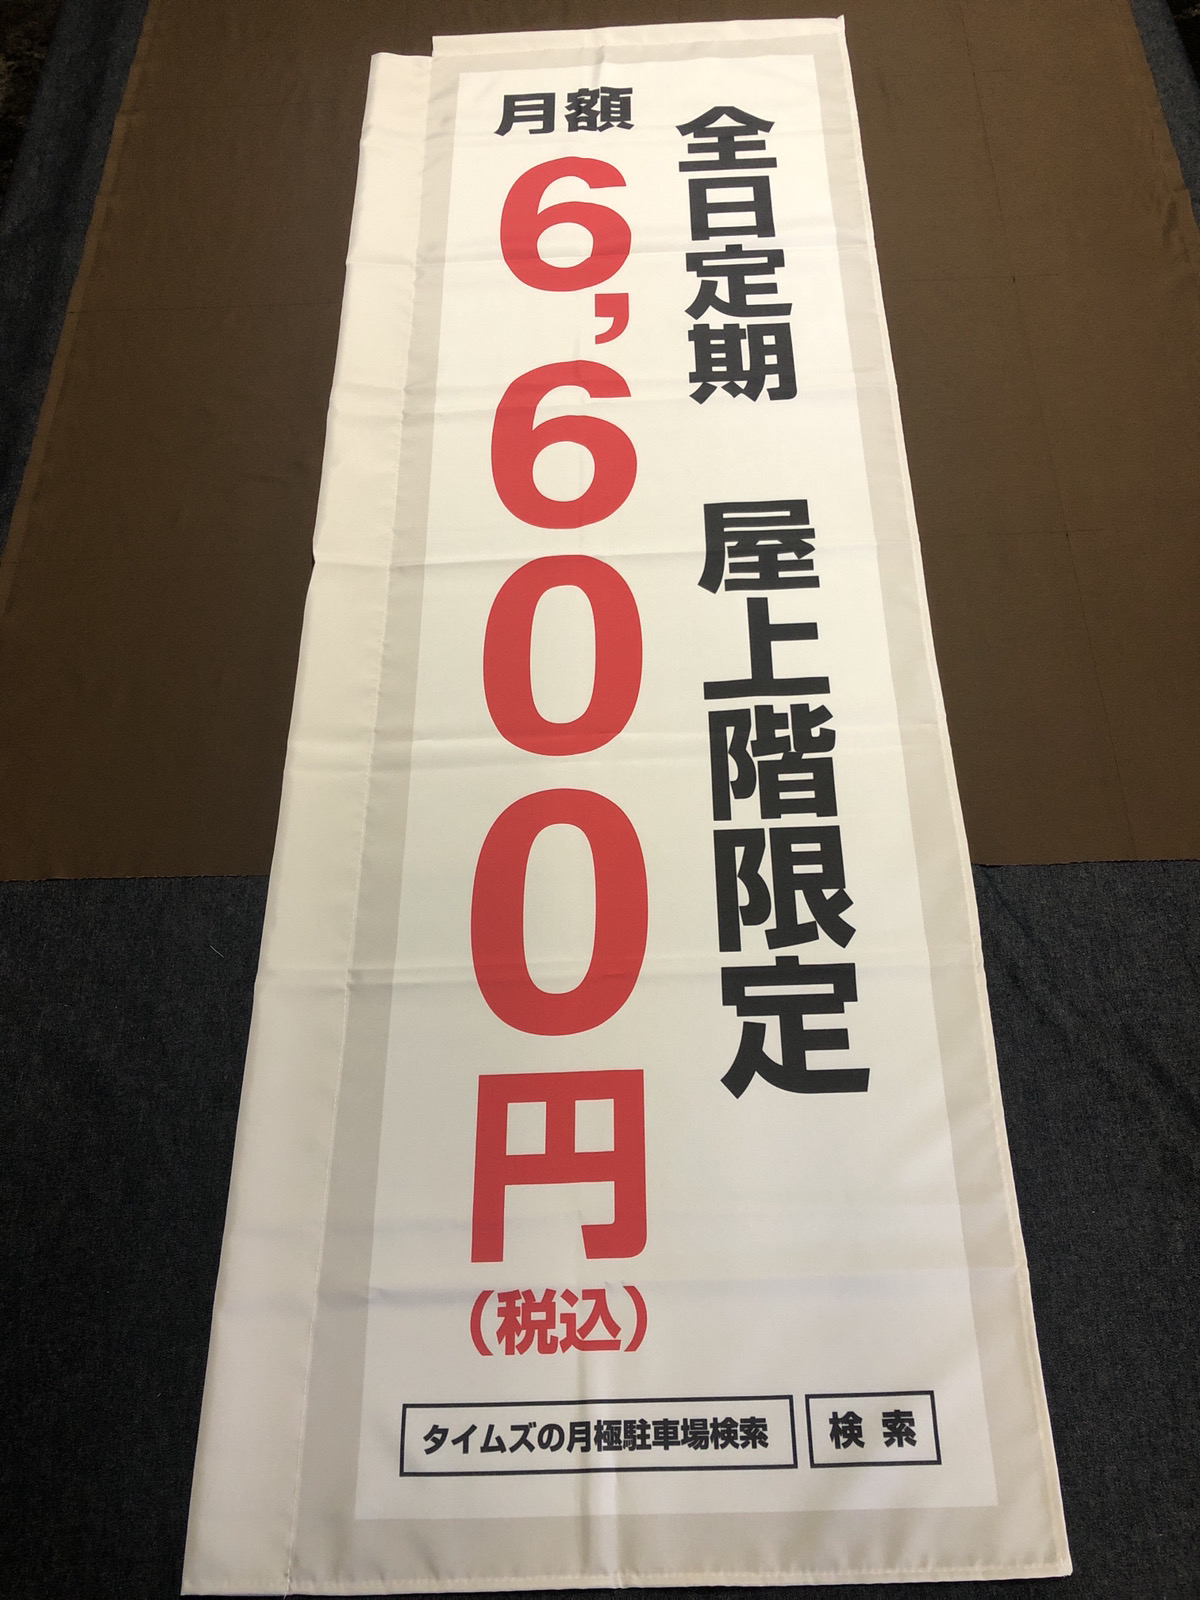 全日定期 屋上階限定
月額
6,600円
(税込)
タイムズの月極駐車場検索
検索